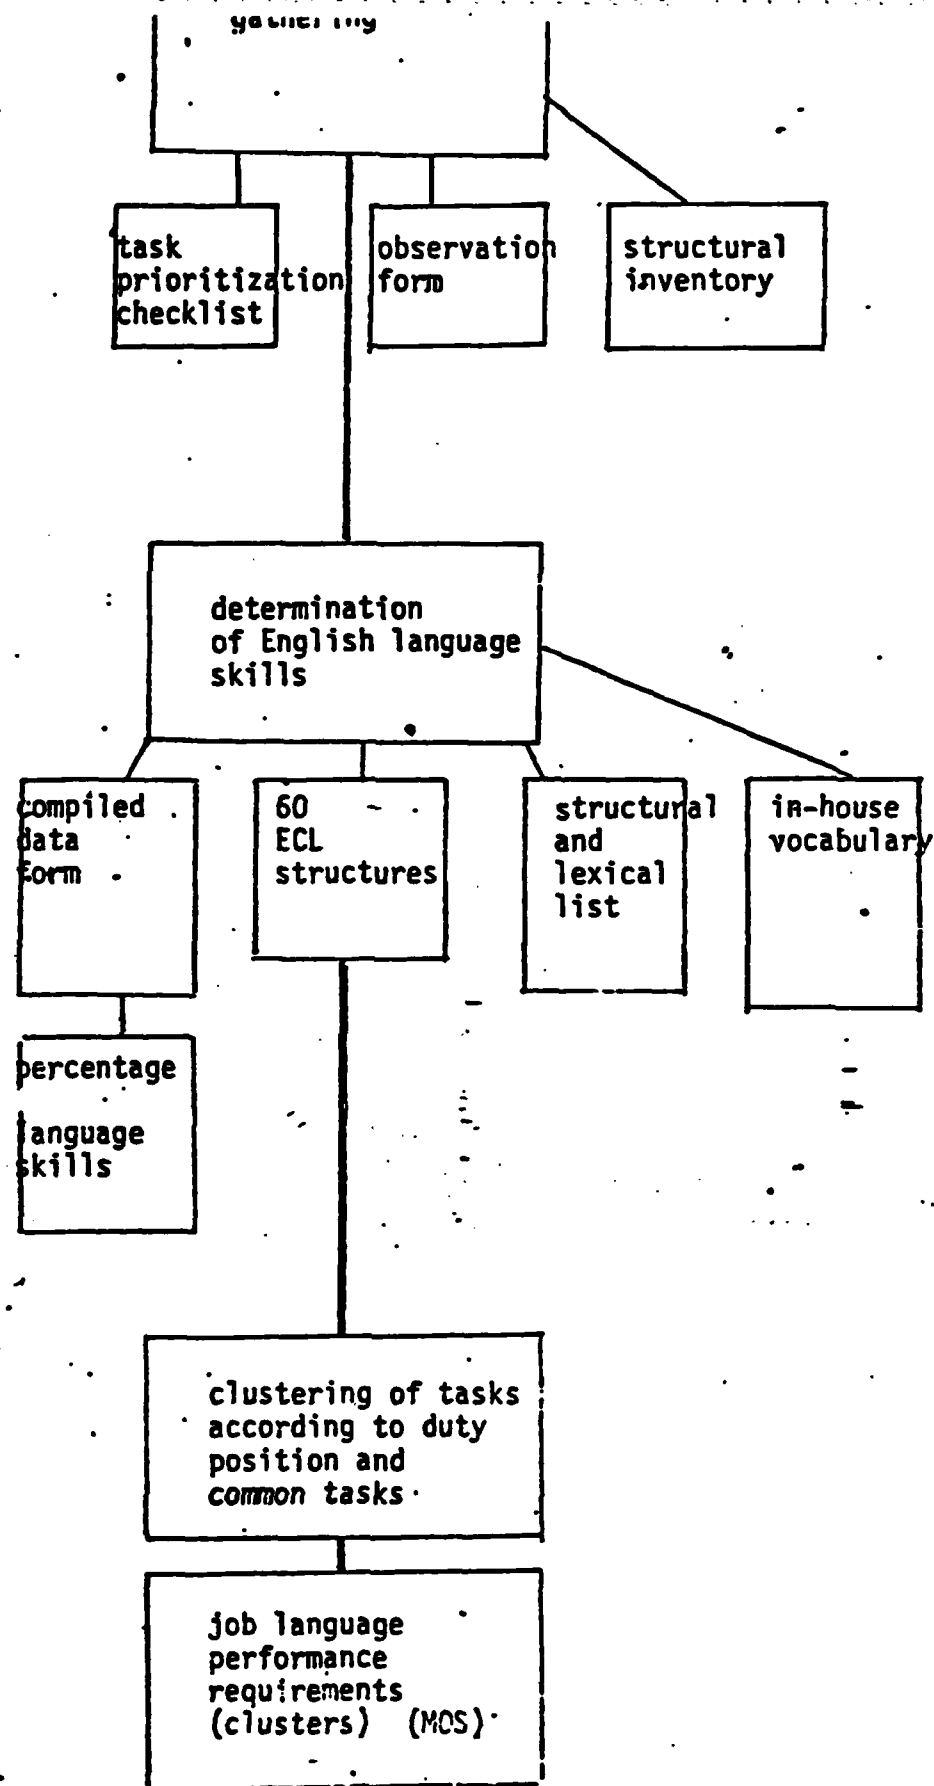 gathering
task
prioritization
checklist
observation
form
structural
inventory
determination
of English language
skills
compiled
data
form
60
ECL
structures
structural
and
lexical
list
in-house
vocabulary
percentage
language
skills
clustering of tasks
according to duty
position and
common tasks
job language
performance
requirements
(clusters) (MOS)